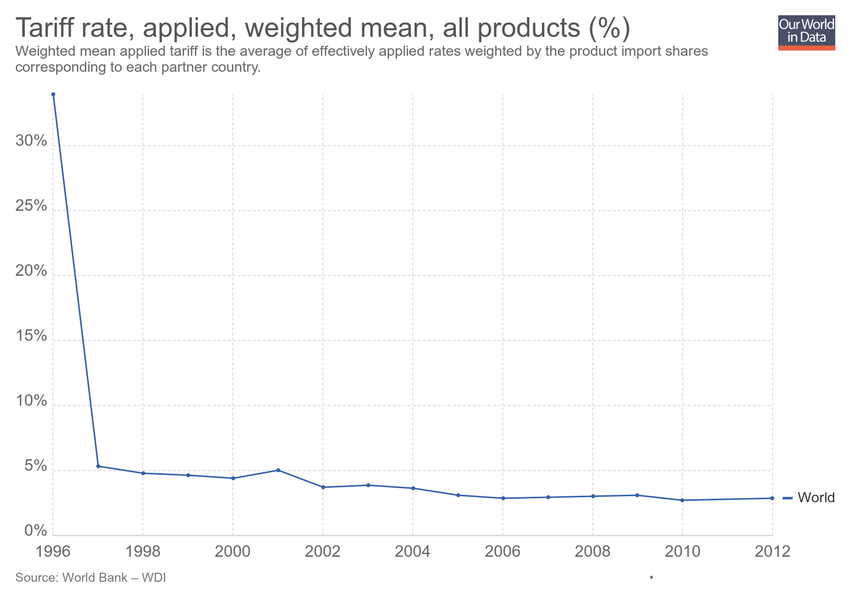 Tariff rate, applied, weighted mean, all products (%)
Our World
in Data
Weighted mean applied tariff is the average of effectively applied rates weighted by the product import shares
corresponding to each partner country.
30%
25%
20%
15%
10%
5%
0%
World
1996 1998 2000 2002 2004 2006 2008 2010 2012
Source: World Bank – WDI